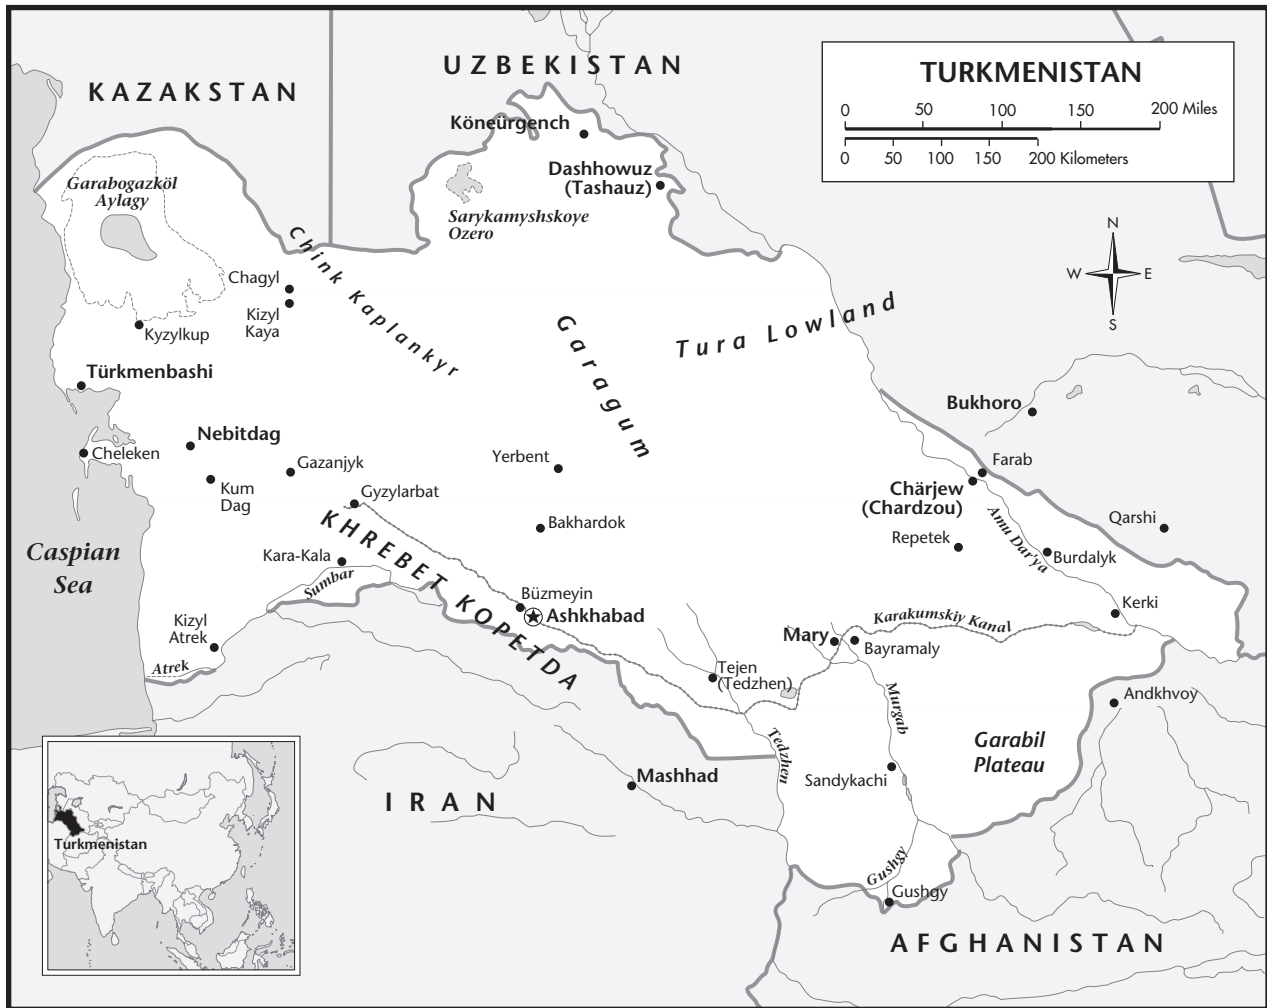 UZBEKISTAN
KAZAKSTAN
TURKMENISTAN
0 50 100 150 200 Miles
0 50 100 150 200 Kilometers
Köneürgench
Dashhowuz
(Tashauz)
Garabogazköl
Aylagy
Sarykamyshskoye
Ozero
N
W E
S
Chink Kaplankyr
Chagyl
Kizyl
Kaya
Kyzylkup
Garagum
Tura Lowland
Türkmenbashi
Bukhoro
Nebitdag
Cheleken
Gazanjyk
Yerbent
Farab
Kum
Dag
Gyzylarbat
Chärjew
(Chardzou)
Bakhardok
Qarshi
Amu Dar'ya
Repetek
Burdalyk
Caspian
Sea
KHREBET KOPETDA
Kara-Kala
Sumbar
Büzmeyin
Ashkhabad
Kerki
Karakumskiy Kanal
Kizyl
Atrek
Mary
Bayramaly
Atrek
Tejen
(Tedzhen)
Murgab
Andkhvoy
Tedzhen
Garabil
Plateau
Sandykachi
Mashhad
IRAN
Turkmenistan
Gushgy
Gushgy
AFGHANISTAN